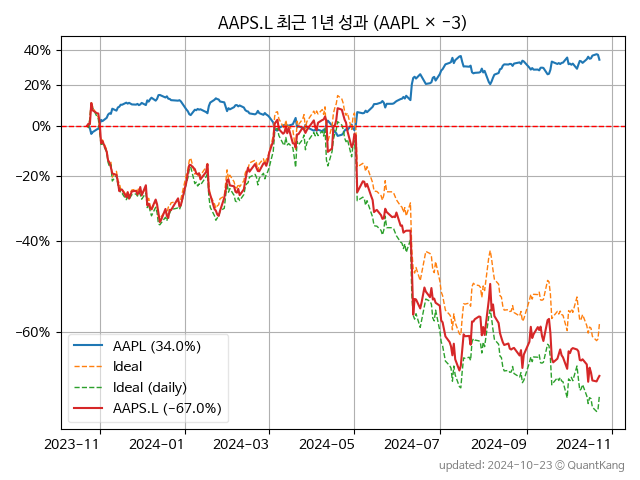 AAPS.L 최근 1년 성과 (AAPL × −3)
40%
20%
0%
−20%
−40%
−60%
AAPL (34.0%)
Ideal
Ideal (daily)
AAPS.L (−67.0%)
2023-11 2024-01 2024-03 2024-05 2024-07 2024-09 2024-11
updated: 2024-10-23 © QuantKang